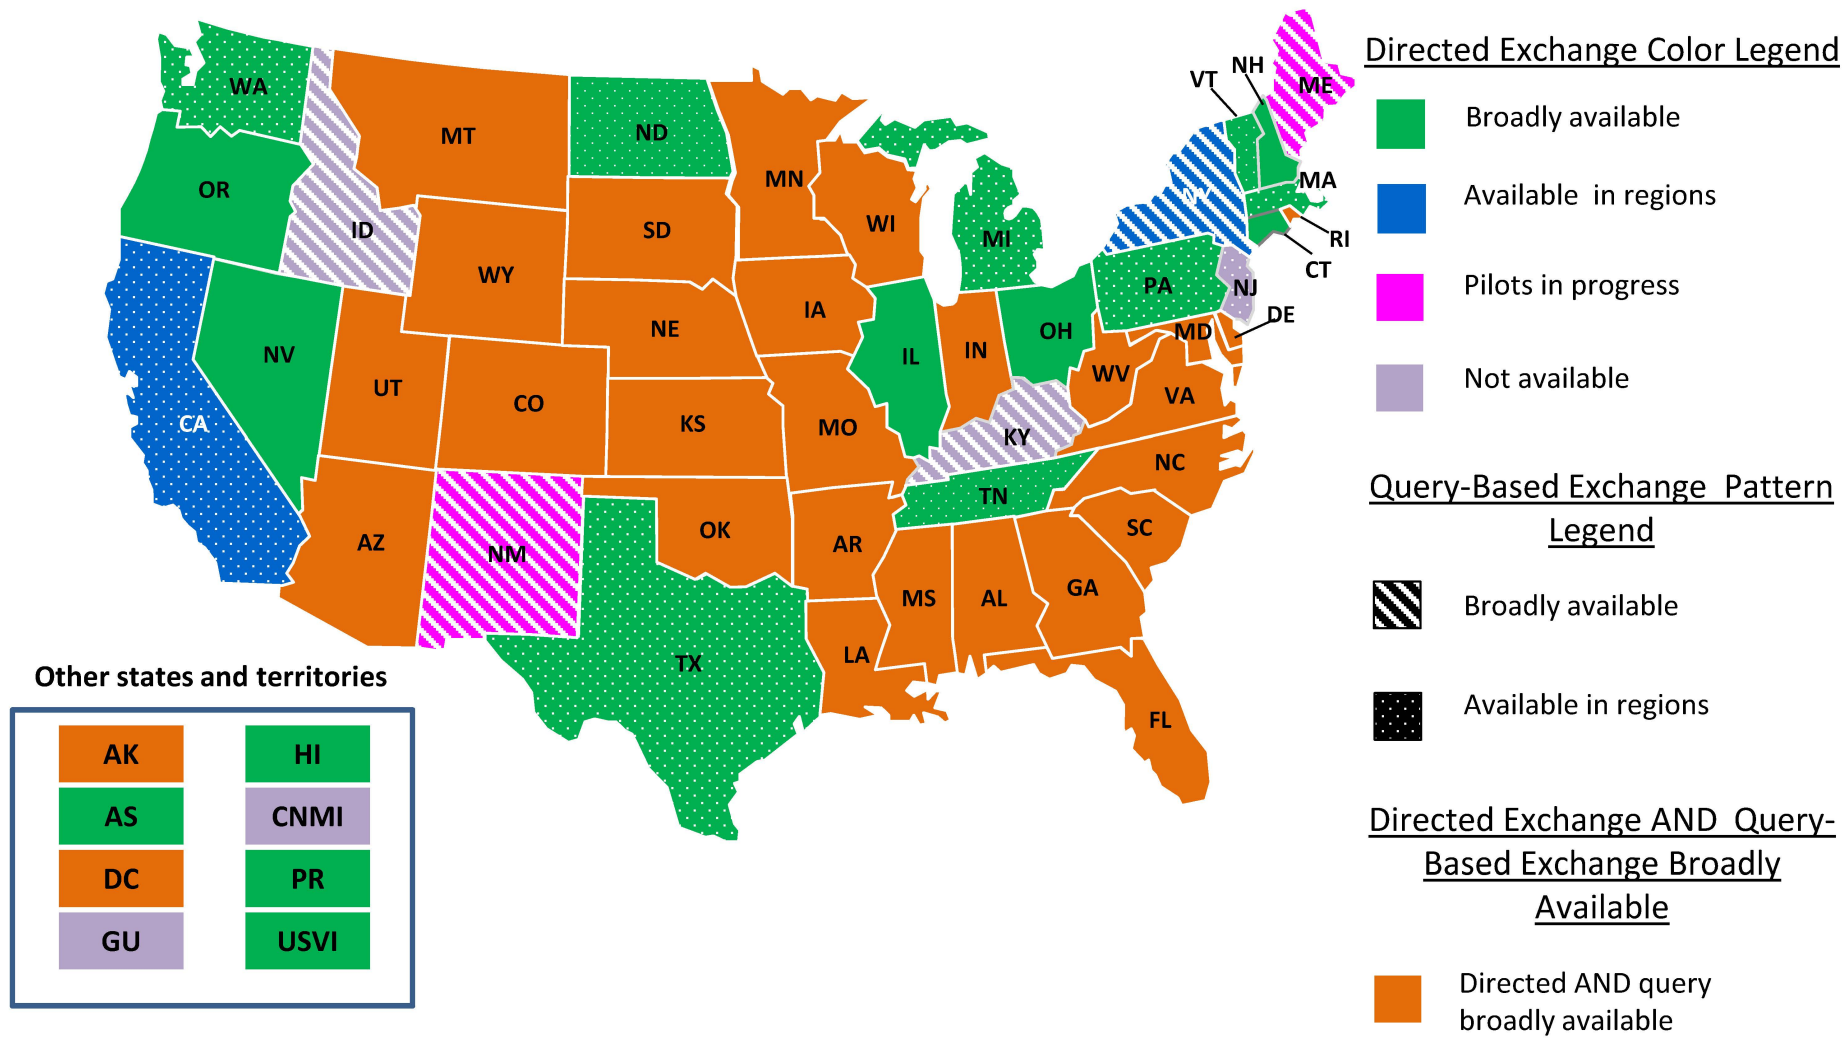 Directed Exchange Color Legend
Broadly available
Available  in regions
Pilots in progress
Not available
Query-Based Exchange  Pattern
Legend
Broadly available
Available in regions
Directed Exchange AND  Query-
Based Exchange Broadly
Available
Directed AND query
broadly available
WA
MT
ND
MN
VT
NH
ME
OR
ID
SD
WI
MI
NY
MA
RI
CT
WY
NE
IA
PA
NJ
DE
NV
UT
CO
KS
MO
IL
IN
OH
MD
WV
VA
KY
CA
AZ
NM
OK
AR
TN
NC
SC
MS
AL
GA
TX
LA
FL
Other states and territories
AK
HI
AS
CNMI
DC
PR
GU
USVI